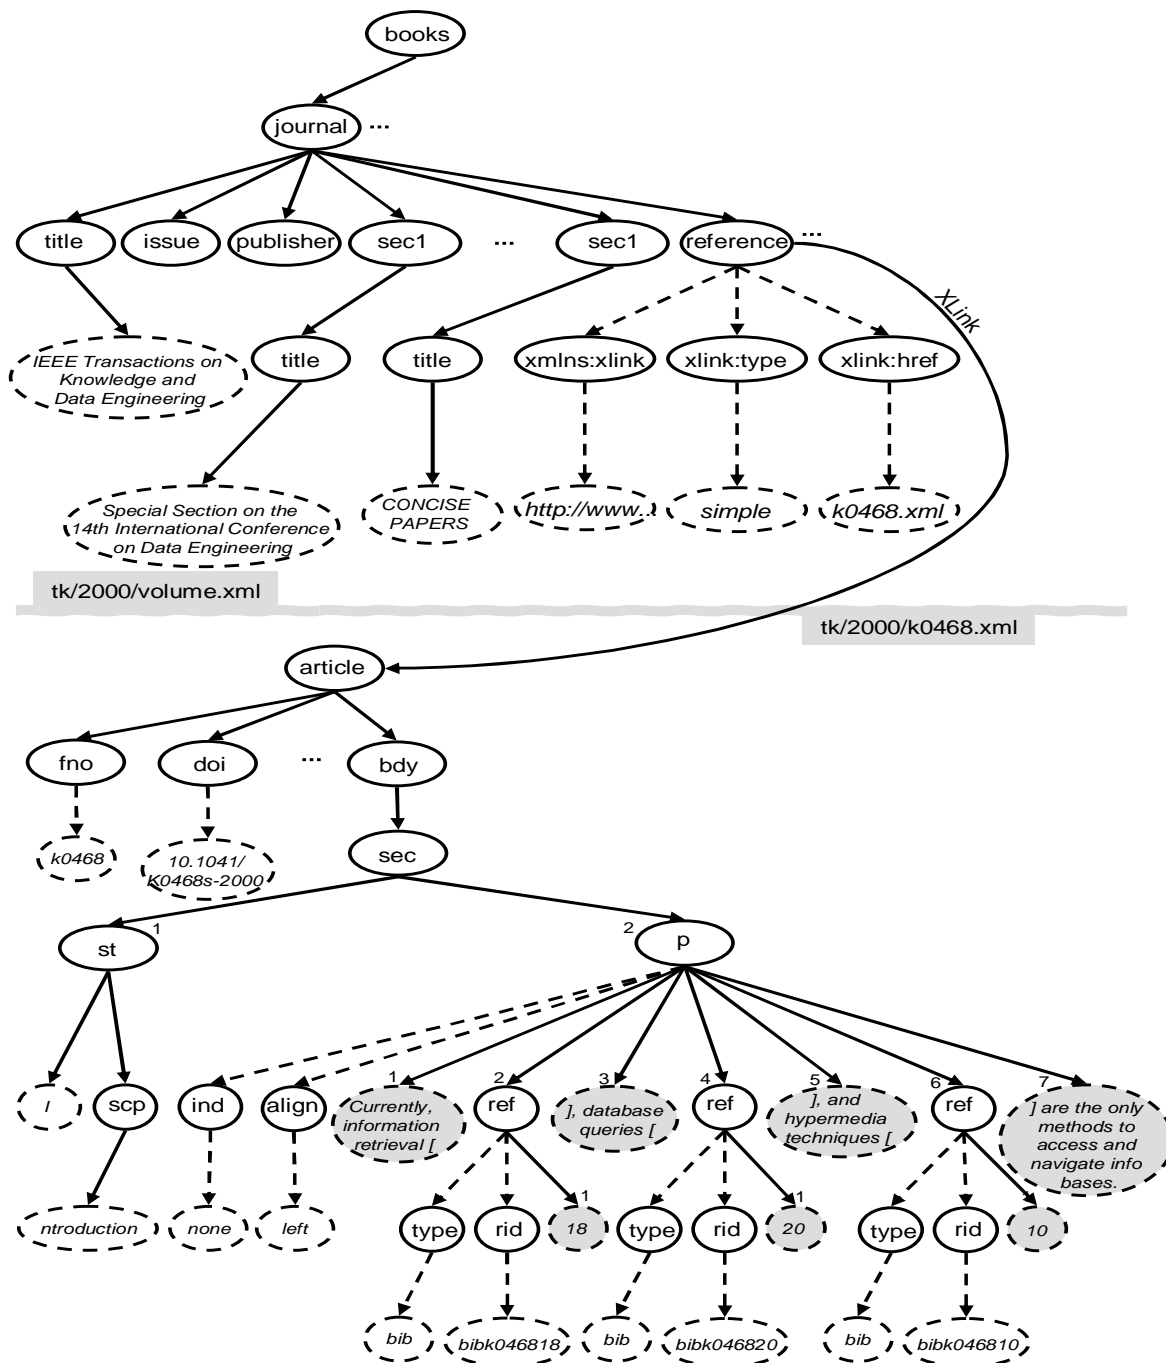 books
journal ...
title
issue
publisher
sec1
...
sec1
reference
...
XLink
IEEE Transactions on
Knowledge and
Data Engineering
title
title
xmlns:xlink
xlink:type
xlink:href
Special Section on the
14th International Conference
on Data Engineering
CONCISE
PAPERS
http://www..
simple
k0468.xml
tk/2000/volume.xml
tk/2000/k0468.xml
article
fno
doi
...
bdy
k0468
10.1041/
K0468s-2000
sec
1
st
2
p
I
scp
ind
align
1
Currently,
information
retrieval [
2
ref
3
], database
queries [
4
ref
5
], and
hypermedia
techniques [
6
ref
7
] are the only
methods to
access and
navigate info
bases.
ntroduction
none
left
type
rid
1
18
type
rid
1
20
type
rid
10
bib
bibk046818
bib
bibk046820
bib
bibk046810